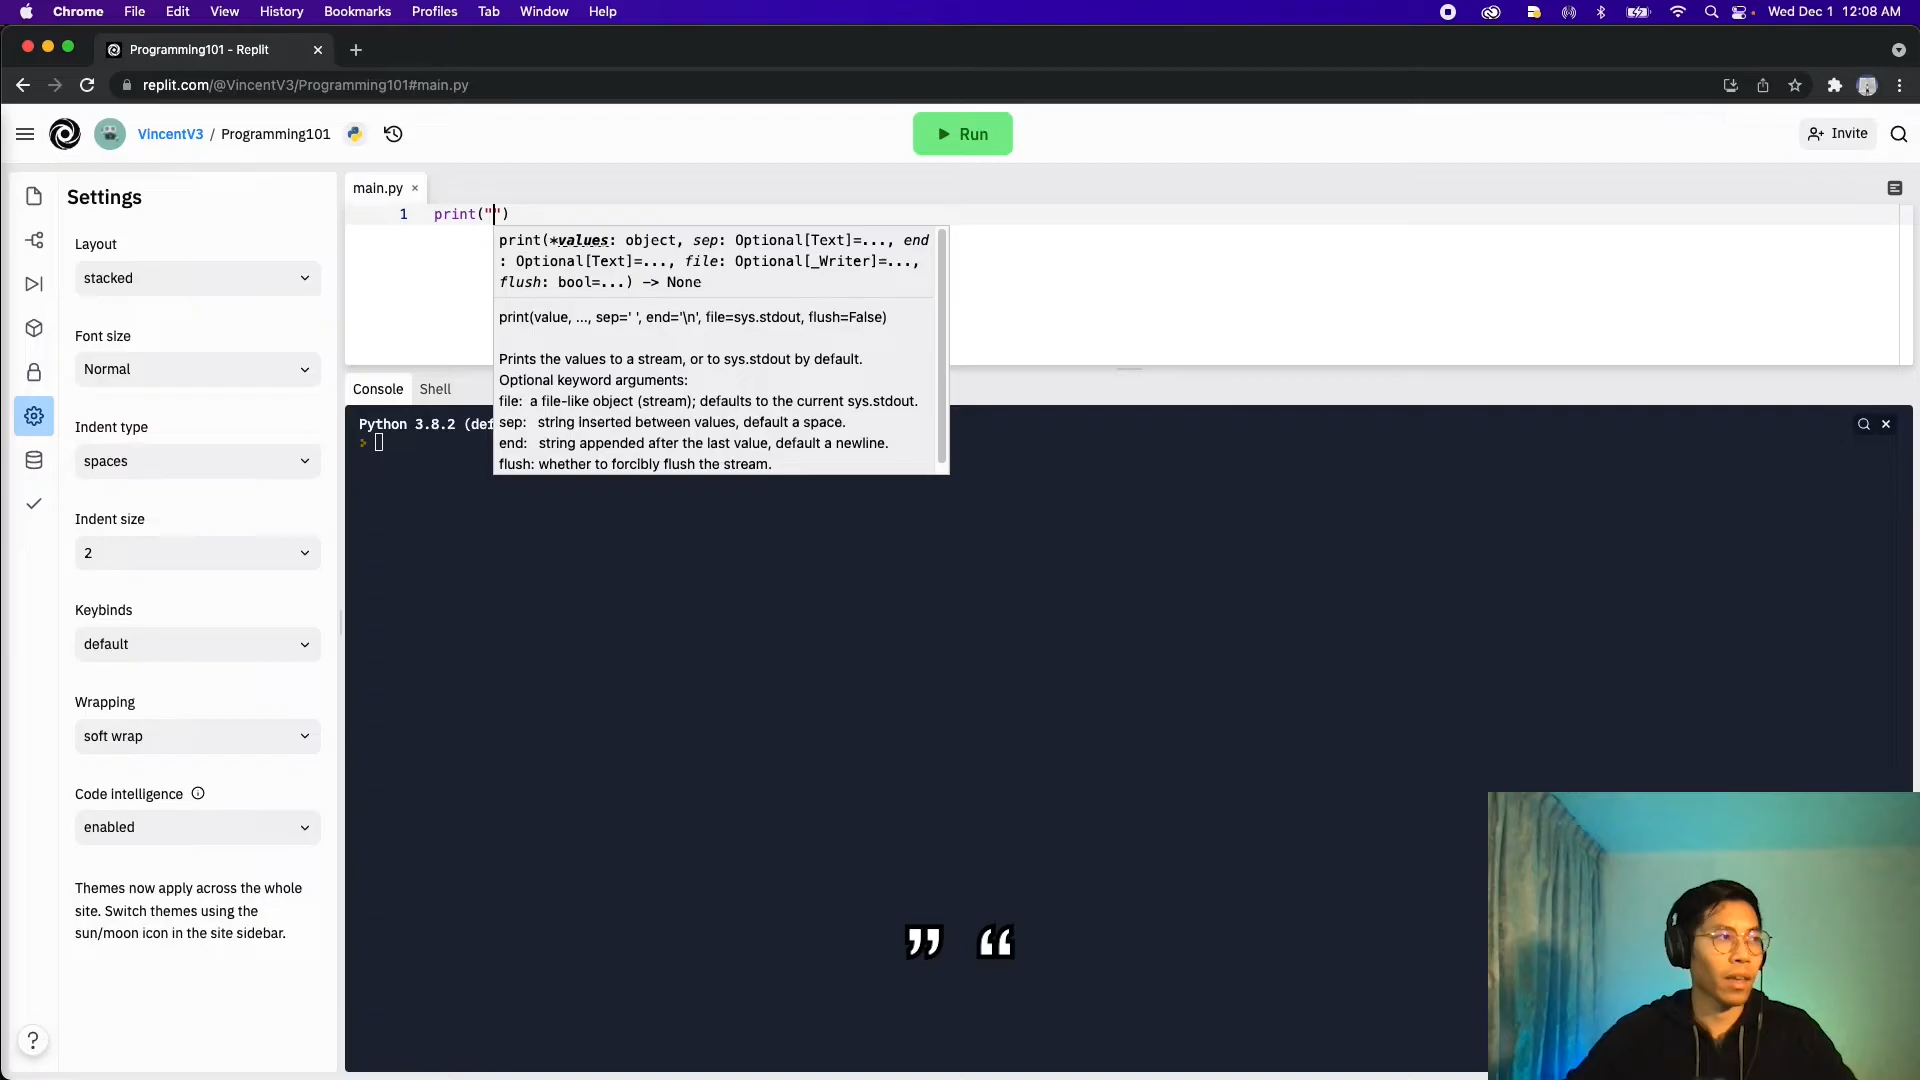 Chrome File Edit View History Bookmarks Profiles Tab Window Help Wed Dec 1 12:08 AM
Programming101 - Replit
replit.com/@VincentV3/Programming101#main.py
VincentV3 / Programming101
Run
Invite
Settings
Layout
stacked
Font size
Normal
Indent type
spaces
Indent size
2
Keybinds
default
Wrapping
soft wrap
Code intelligence
enabled
Themes now apply across the whole
site. Switch themes using the
sun/moon icon in the site sidebar.
?
main.py ×
1 print("")
print(*values: object, sep: Optional[Text]=..., end
: Optional[Text]=..., file: Optional[_Writer]=...,
flush: bool=...) -> None
print(value, ..., sep=' ', end='\n', file=sys.stdout, flush=False)
Prints the values to a stream, or to sys.stdout by default.
Optional keyword arguments:
file: a file-like object (stream); defaults to the current sys.stdout.
sep: string inserted between values, default a space.
end: string appended after the last value, default a newline.
flush: whether to forcibly flush the stream.
Console Shell
Python 3.8.2 (def
>
” “